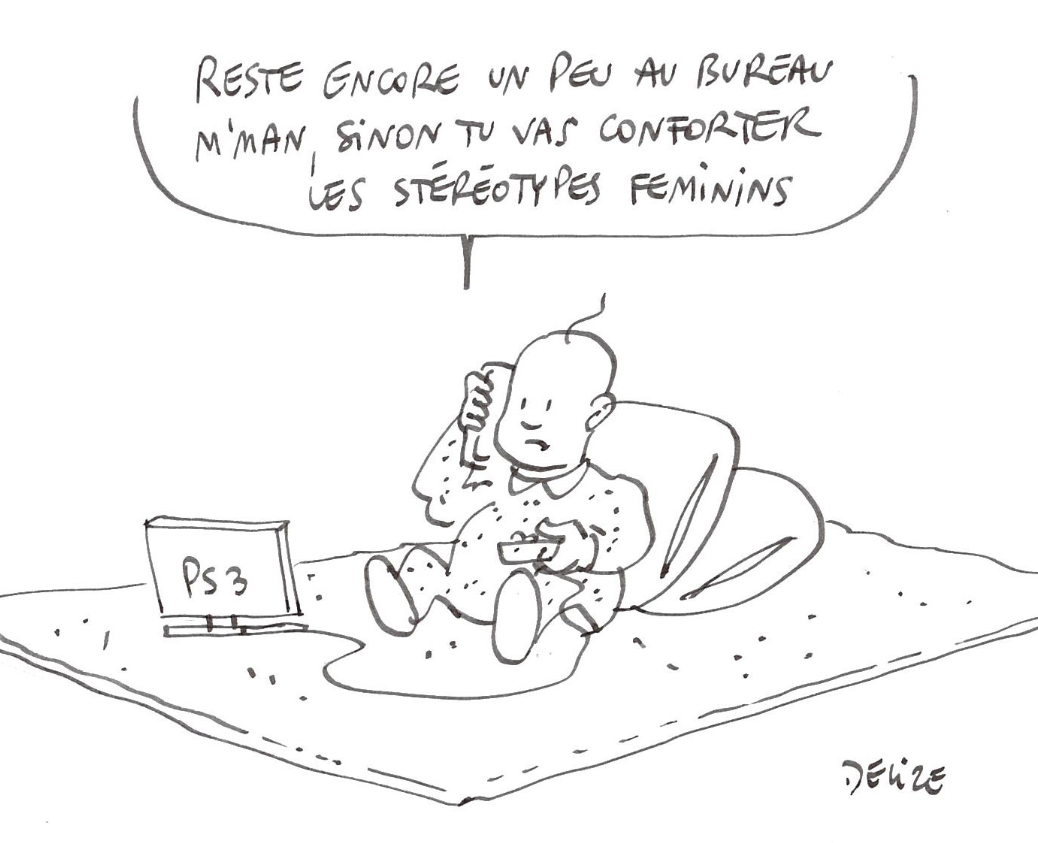 RESTE ENCORE UN PEU AU BUREAU
M'MAN, SINON TU VAS CONFORTER
LES STÉRÉOTYPES FEMININS
PS3
DELIZE